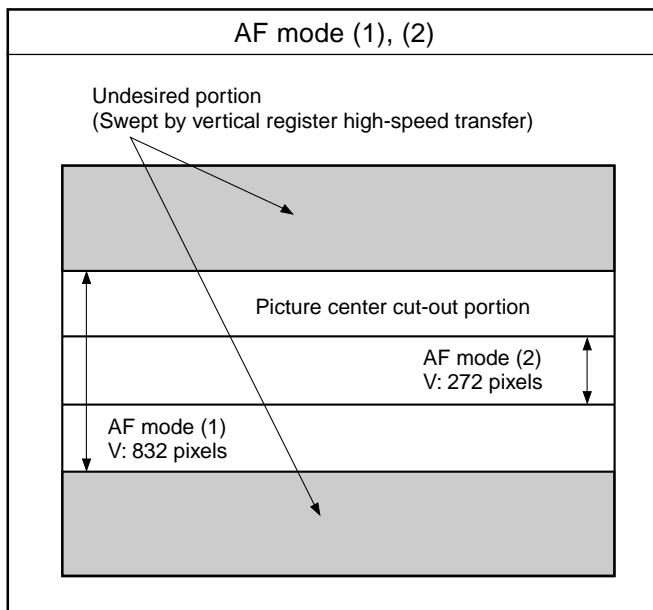 AF mode (1), (2)
Undesired portion
(Swept by vertical register high-speed transfer)
Picture center cut-out portion
AF mode (2)
V: 272 pixels
AF mode (1)
V: 832 pixels